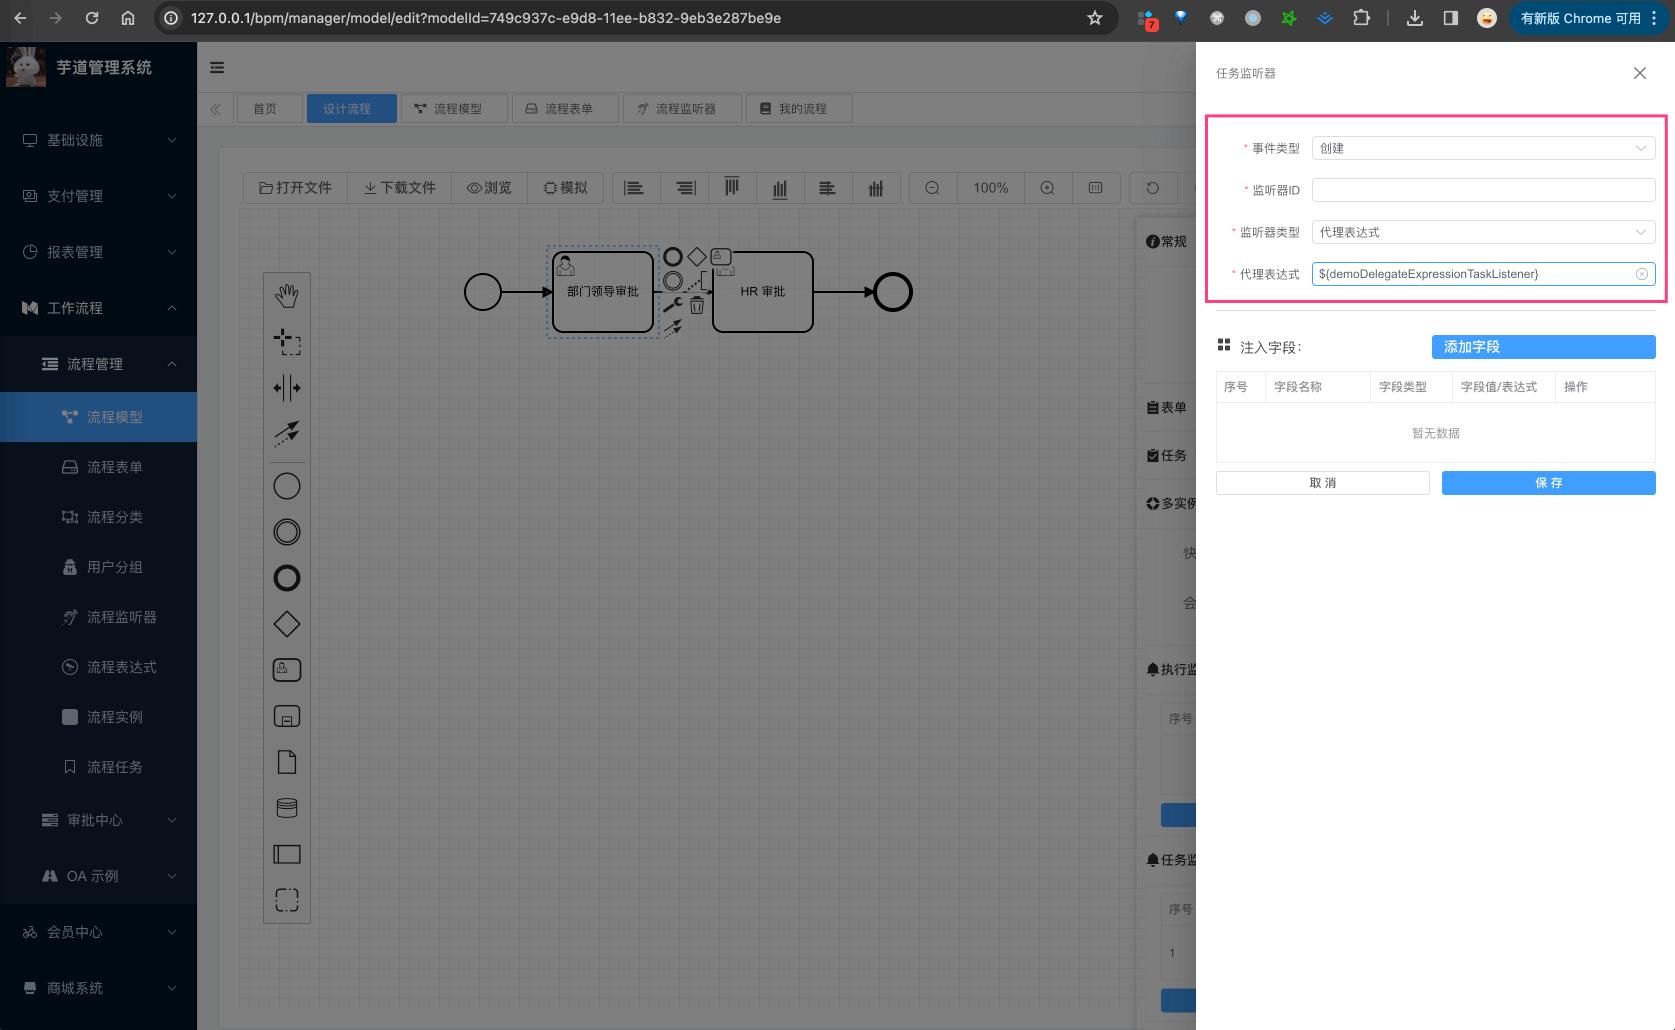 127.0.0.1/bpm/manager/model/edit?modelId=749c937c-e9d8-11ee-b832-9eb3e287be9e
7
有新版 Chrome 可用
芋道管理系统
基础设施
支付管理
报表管理
工作流程
流程管理
流程模型
流程表单
流程分类
用户分组
流程监听器
流程表达式
流程实例
流程任务
审批中心
OA 示例
会员中心
商城系统
首页
设计流程
流程模型
流程表单
流程监听器
我的流程
打开文件
下载文件
浏览
模拟
100%
部门领导审批
HR 审批
常规
表单
任务
多实例
快
会
执行监
序号
任务监
序号
1
任务监听器
* 事件类型
创建
* 监听器ID
* 监听器类型
代理表达式
* 代理表达式
${demoDelegateExpressionTaskListener}
注入字段：
添加字段
序号 字段名称 字段类型 字段值/表达式 操作
暂无数据
取 消
保 存